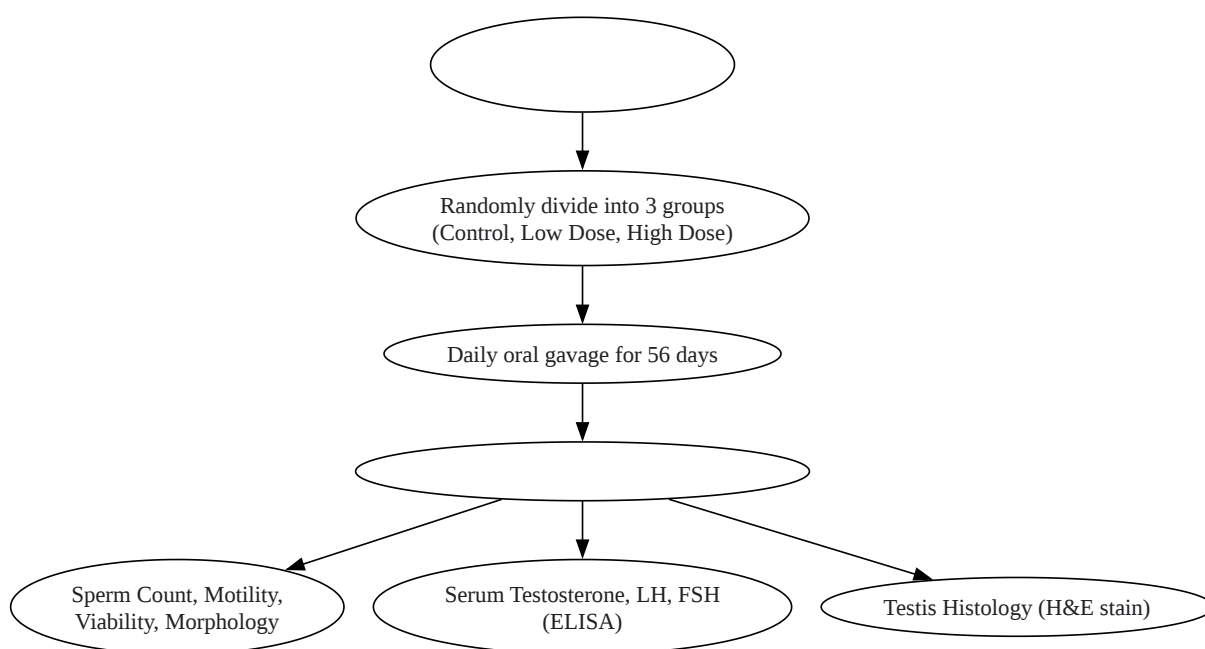 Randomly divide into 3 groups
(Control, Low Dose, High Dose)
Daily oral gavage for 56 days
Sperm Count, Motility,
Viability, Morphology
Serum Testosterone, LH, FSH
(ELISA)
Testis Histology (H&E stain)